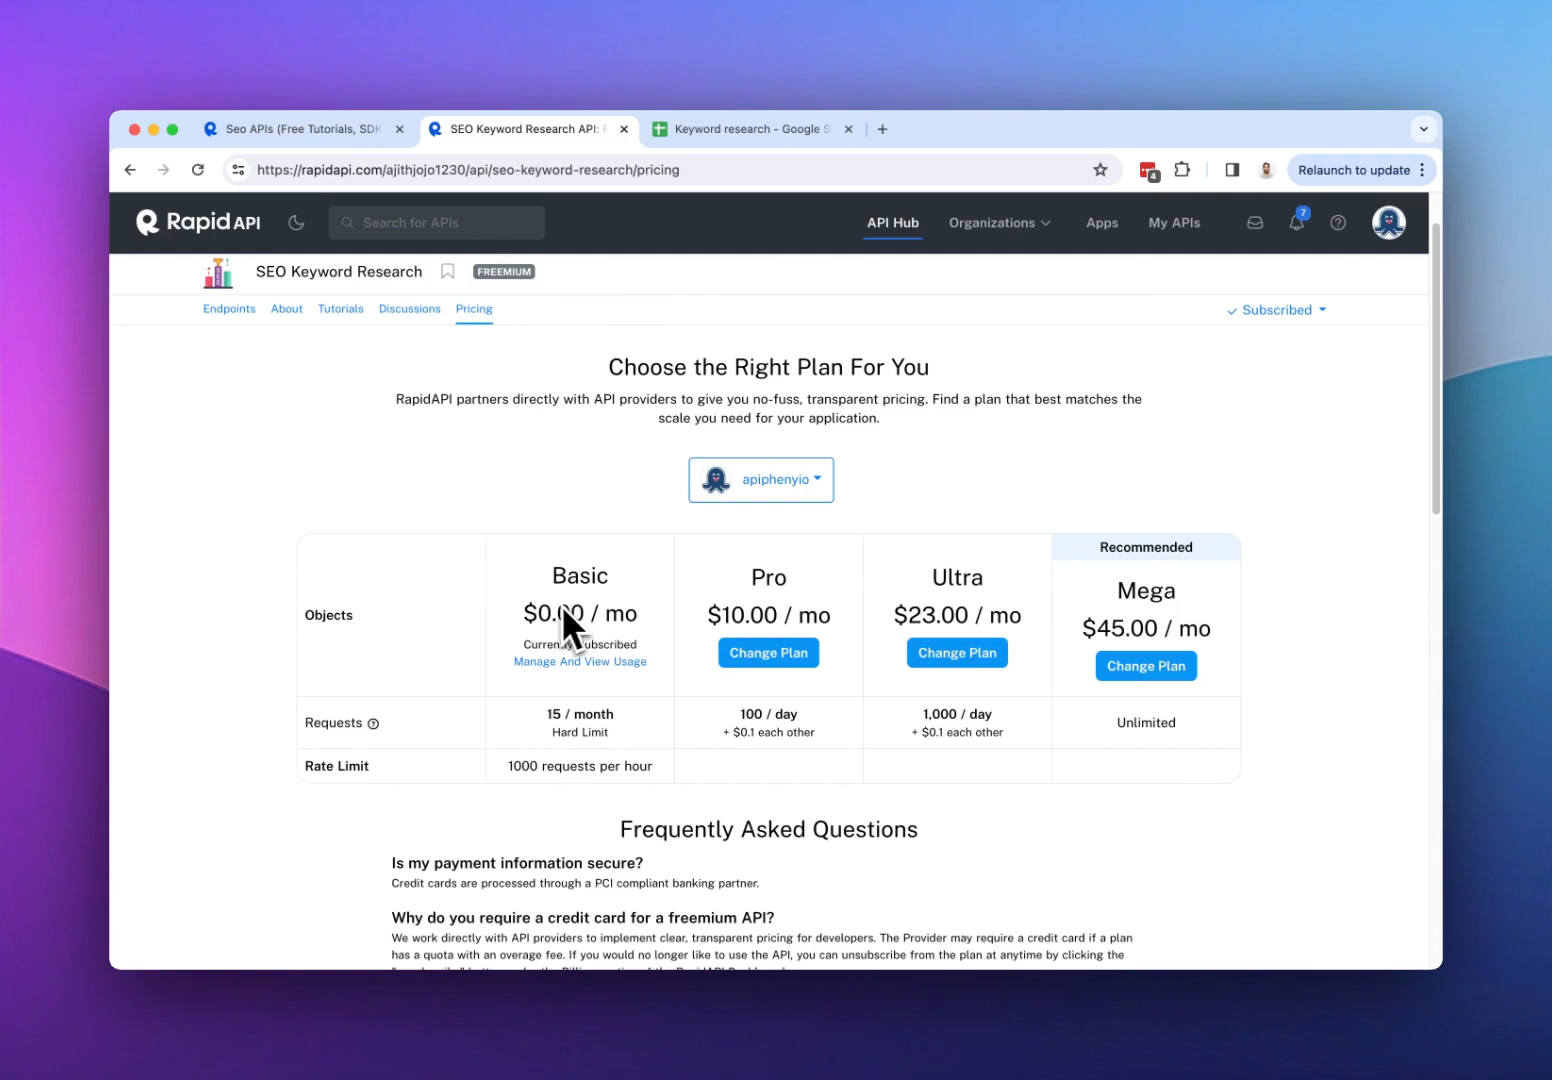 Seo APIs (Free Tutorials, SDK
SEO Keyword Research API:
Keyword research - Google S
https://rapidapi.com/ajithjojo1230/api/seo-keyword-research/pricing
4
Relaunch to update
Rapid API
Search for APIs
API Hub
Organizations
Apps
My APIs
7
SEO Keyword Research
FREEMIUM
Endpoints
About
Tutorials
Discussions
Pricing
Subscribed
Choose the Right Plan For You
RapidAPI partners directly with API providers to give you no-fuss, transparent pricing. Find a plan that best matches the
scale you need for your application.
apiphenyio
Recommended
Objects
Basic
$0.00 / mo
Currently Subscribed
Manage And View Usage
Pro
$10.00 / mo
Change Plan
Ultra
$23.00 / mo
Change Plan
Mega
$45.00 / mo
Change Plan
Requests
15 / month
Hard Limit
100 / day
+ $0.1 each other
1,000 / day
+ $0.1 each other
Unlimited
Rate Limit
1000 requests per hour
Frequently Asked Questions
Is my payment information secure?
Credit cards are processed through a PCI compliant banking partner.
Why do you require a credit card for a freemium API?
We work directly with API providers to implement clear, transparent pricing for developers. The Provider may require a credit card if a plan
has a quota with an overage fee. If you would no longer like to use the API, you can unsubscribe from the plan at anytime by clicking the